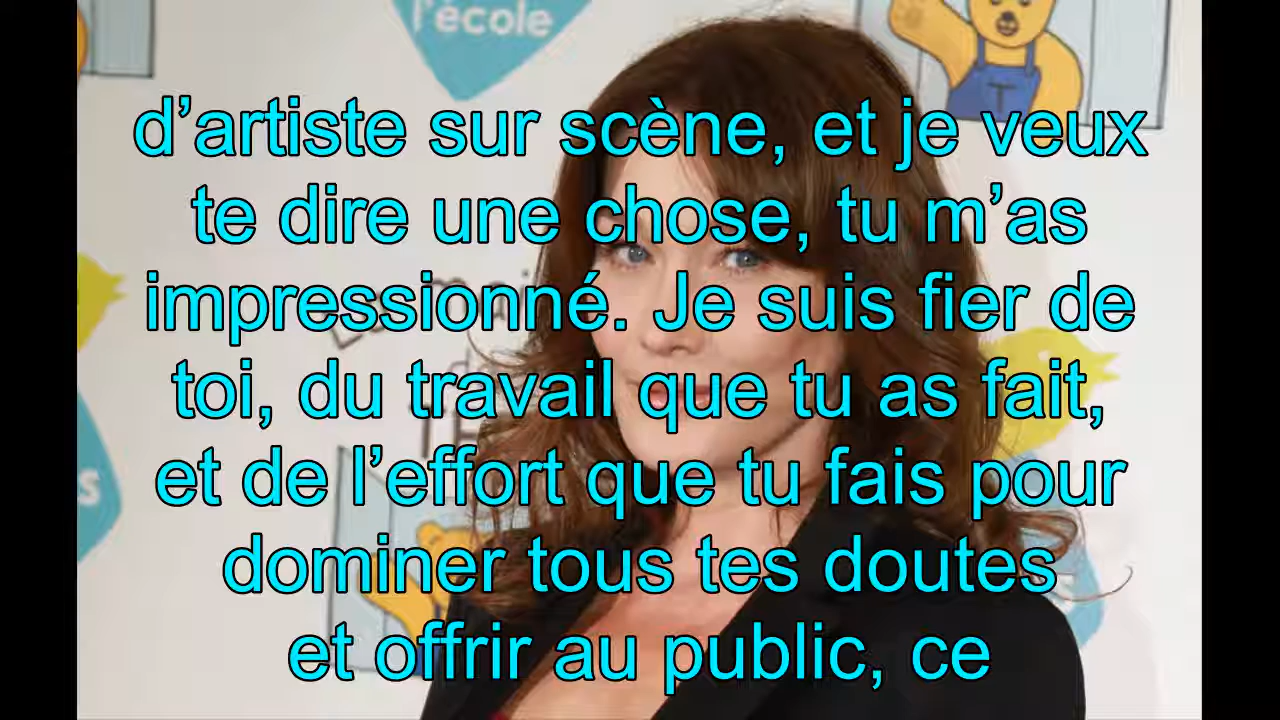 l'école
d’artiste sur scène, et je veux
te dire une chose, tu m’as
impressionné. Je suis fier de
toi, du travail que tu as fait,
et de l’effort que tu fais pour
dominer tous tes doutes
et offrir au public, ce